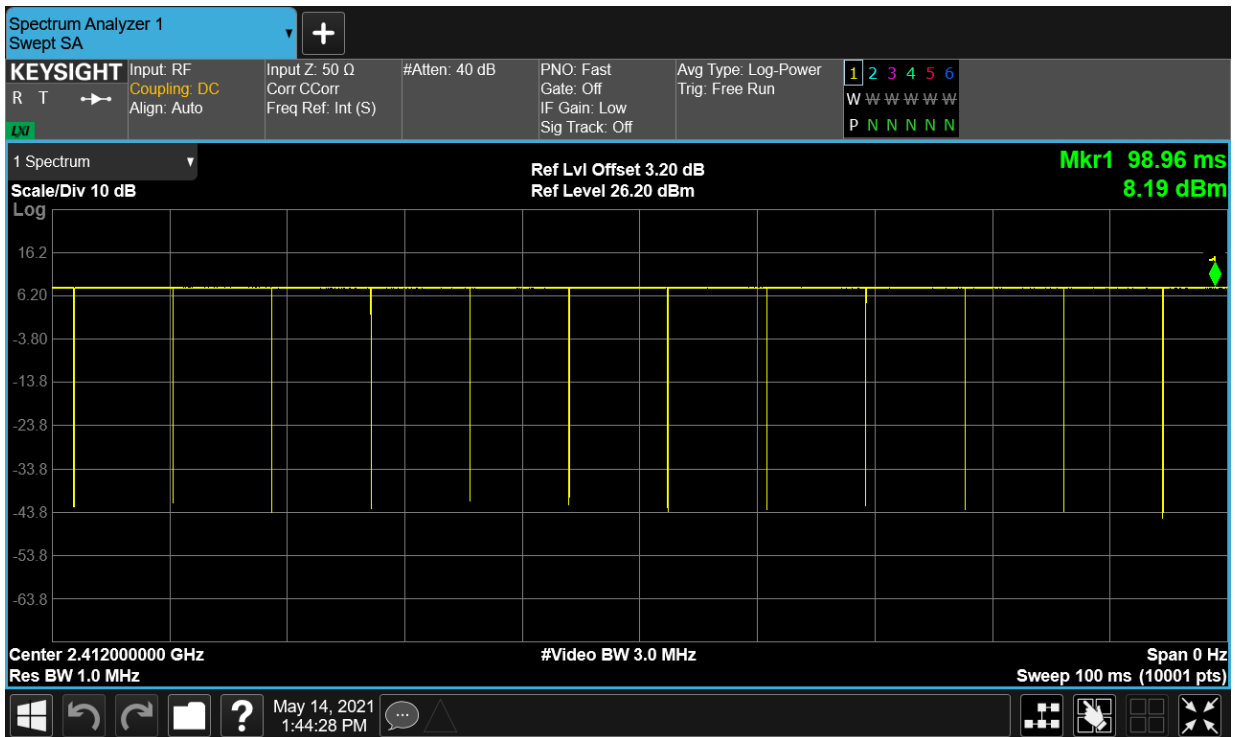 Spectrum Analyzer 1
Swept SA
KEYSIGHT
R T
LXI
Input: RF
Coupling: DC
Align: Auto
Input Z: 50 Ω
Corr CCorr
Freq Ref: Int (S)
#Atten: 40 dB
PNO: Fast
Gate: Off
IF Gain: Low
Sig Track: Off
Avg Type: Log-Power
Trig: Free Run
1 2 3 4 5 6
W W W W W W
P N N N N N
1 Spectrum
Scale/Div 10 dB
Log
Ref Lvl Offset 3.20 dB
Ref Level 26.20 dBm
Mkr1 98.96 ms
8.19 dBm
16.2
1
6.20
-3.80
-13.8
-23.8
-33.8
-43.8
-53.8
-63.8
Center 2.412000000 GHz
Res BW 1.0 MHz
#Video BW 3.0 MHz
Span 0 Hz
Sweep 100 ms (10001 pts)
?
May 14, 2021
1:44:28 PM